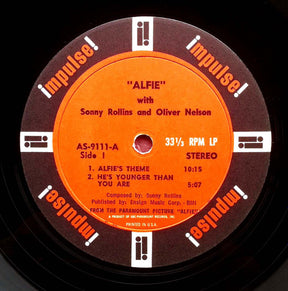 impulse!
"ALFIE"
with
Sonny Rollins and Oliver Nelson
AS-9111-A
Side 1
33⅓ RPM LP
STEREO
1. ALFIE'S THEME 10:15
2. HE'S YOUNGER THAN
YOU ARE 5:07
Composed by: Sonny Rollins
Published by: Ensign Music Corp. - BMI
FROM THE PARAMOUNT PICTURE "ALFIE"
PRINTED IN U.S.A.
impulse!
impulse!
impulse!